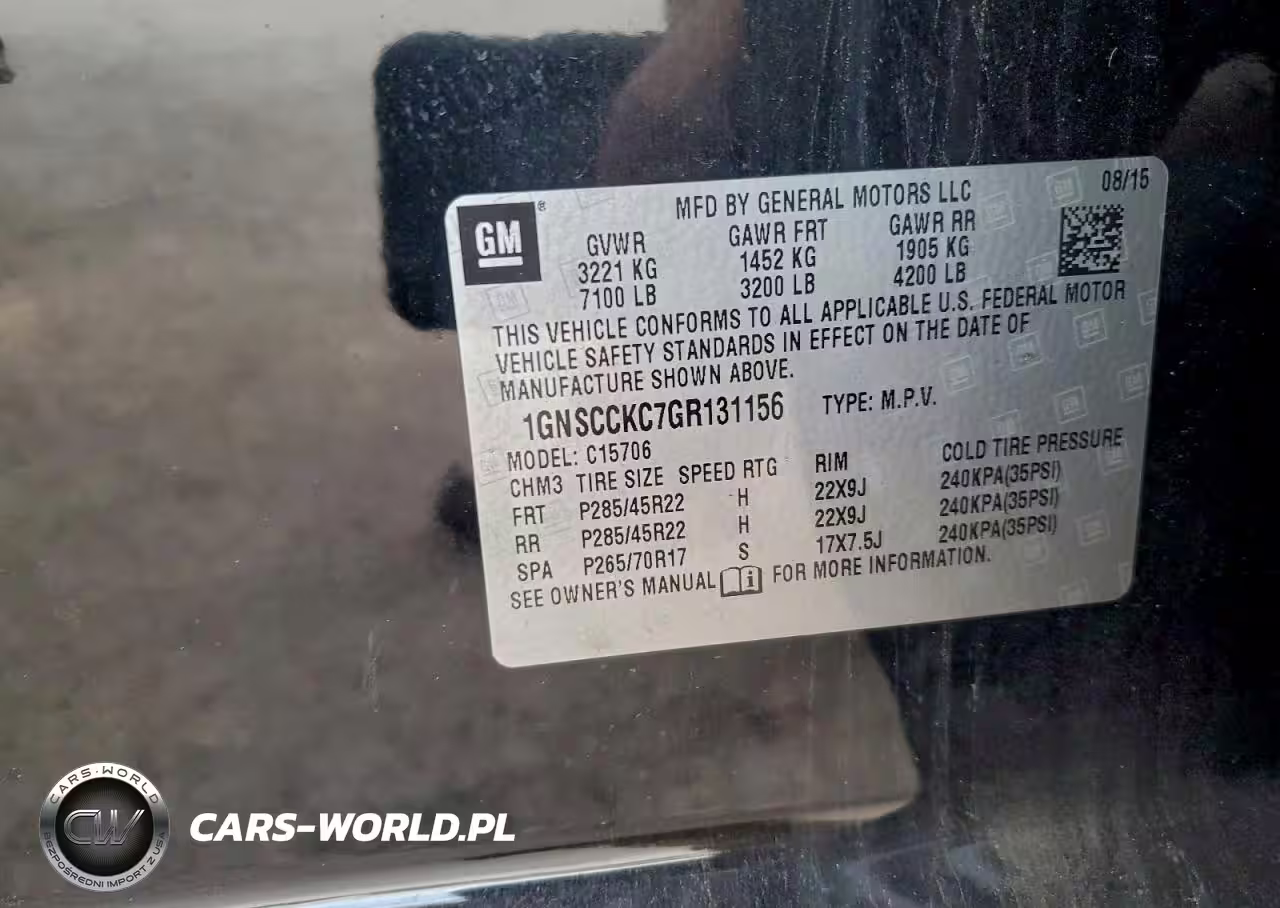 MFD BY GENERAL MOTORS LLC 08/15
GM®
GVWR GAWR FRT GAWR RR
3221 KG 1452 KG 1905 KG
7100 LB 3200 LB 4200 LB
THIS VEHICLE CONFORMS TO ALL APPLICABLE U.S. FEDERAL MOTOR
VEHICLE SAFETY STANDARDS IN EFFECT ON THE DATE OF
MANUFACTURE SHOWN ABOVE.
1GNSCCKC7GR131156 TYPE: M.P.V.
MODEL: C15706
CHM3 TIRE SIZE SPEED RTG RIM COLD TIRE PRESSURE
FRT P285/45R22 H 22X9J 240KPA(35PSI)
RR P285/45R22 H 22X9J 240KPA(35PSI)
SPA P265/70R17 S 17X7.5J 240KPA(35PSI)
SEE OWNER'S MANUAL FOR MORE INFORMATION.
CARS-WORLD
CW
BEZPOŚREDNI IMPORT Z USA
CARS-WORLD.PL